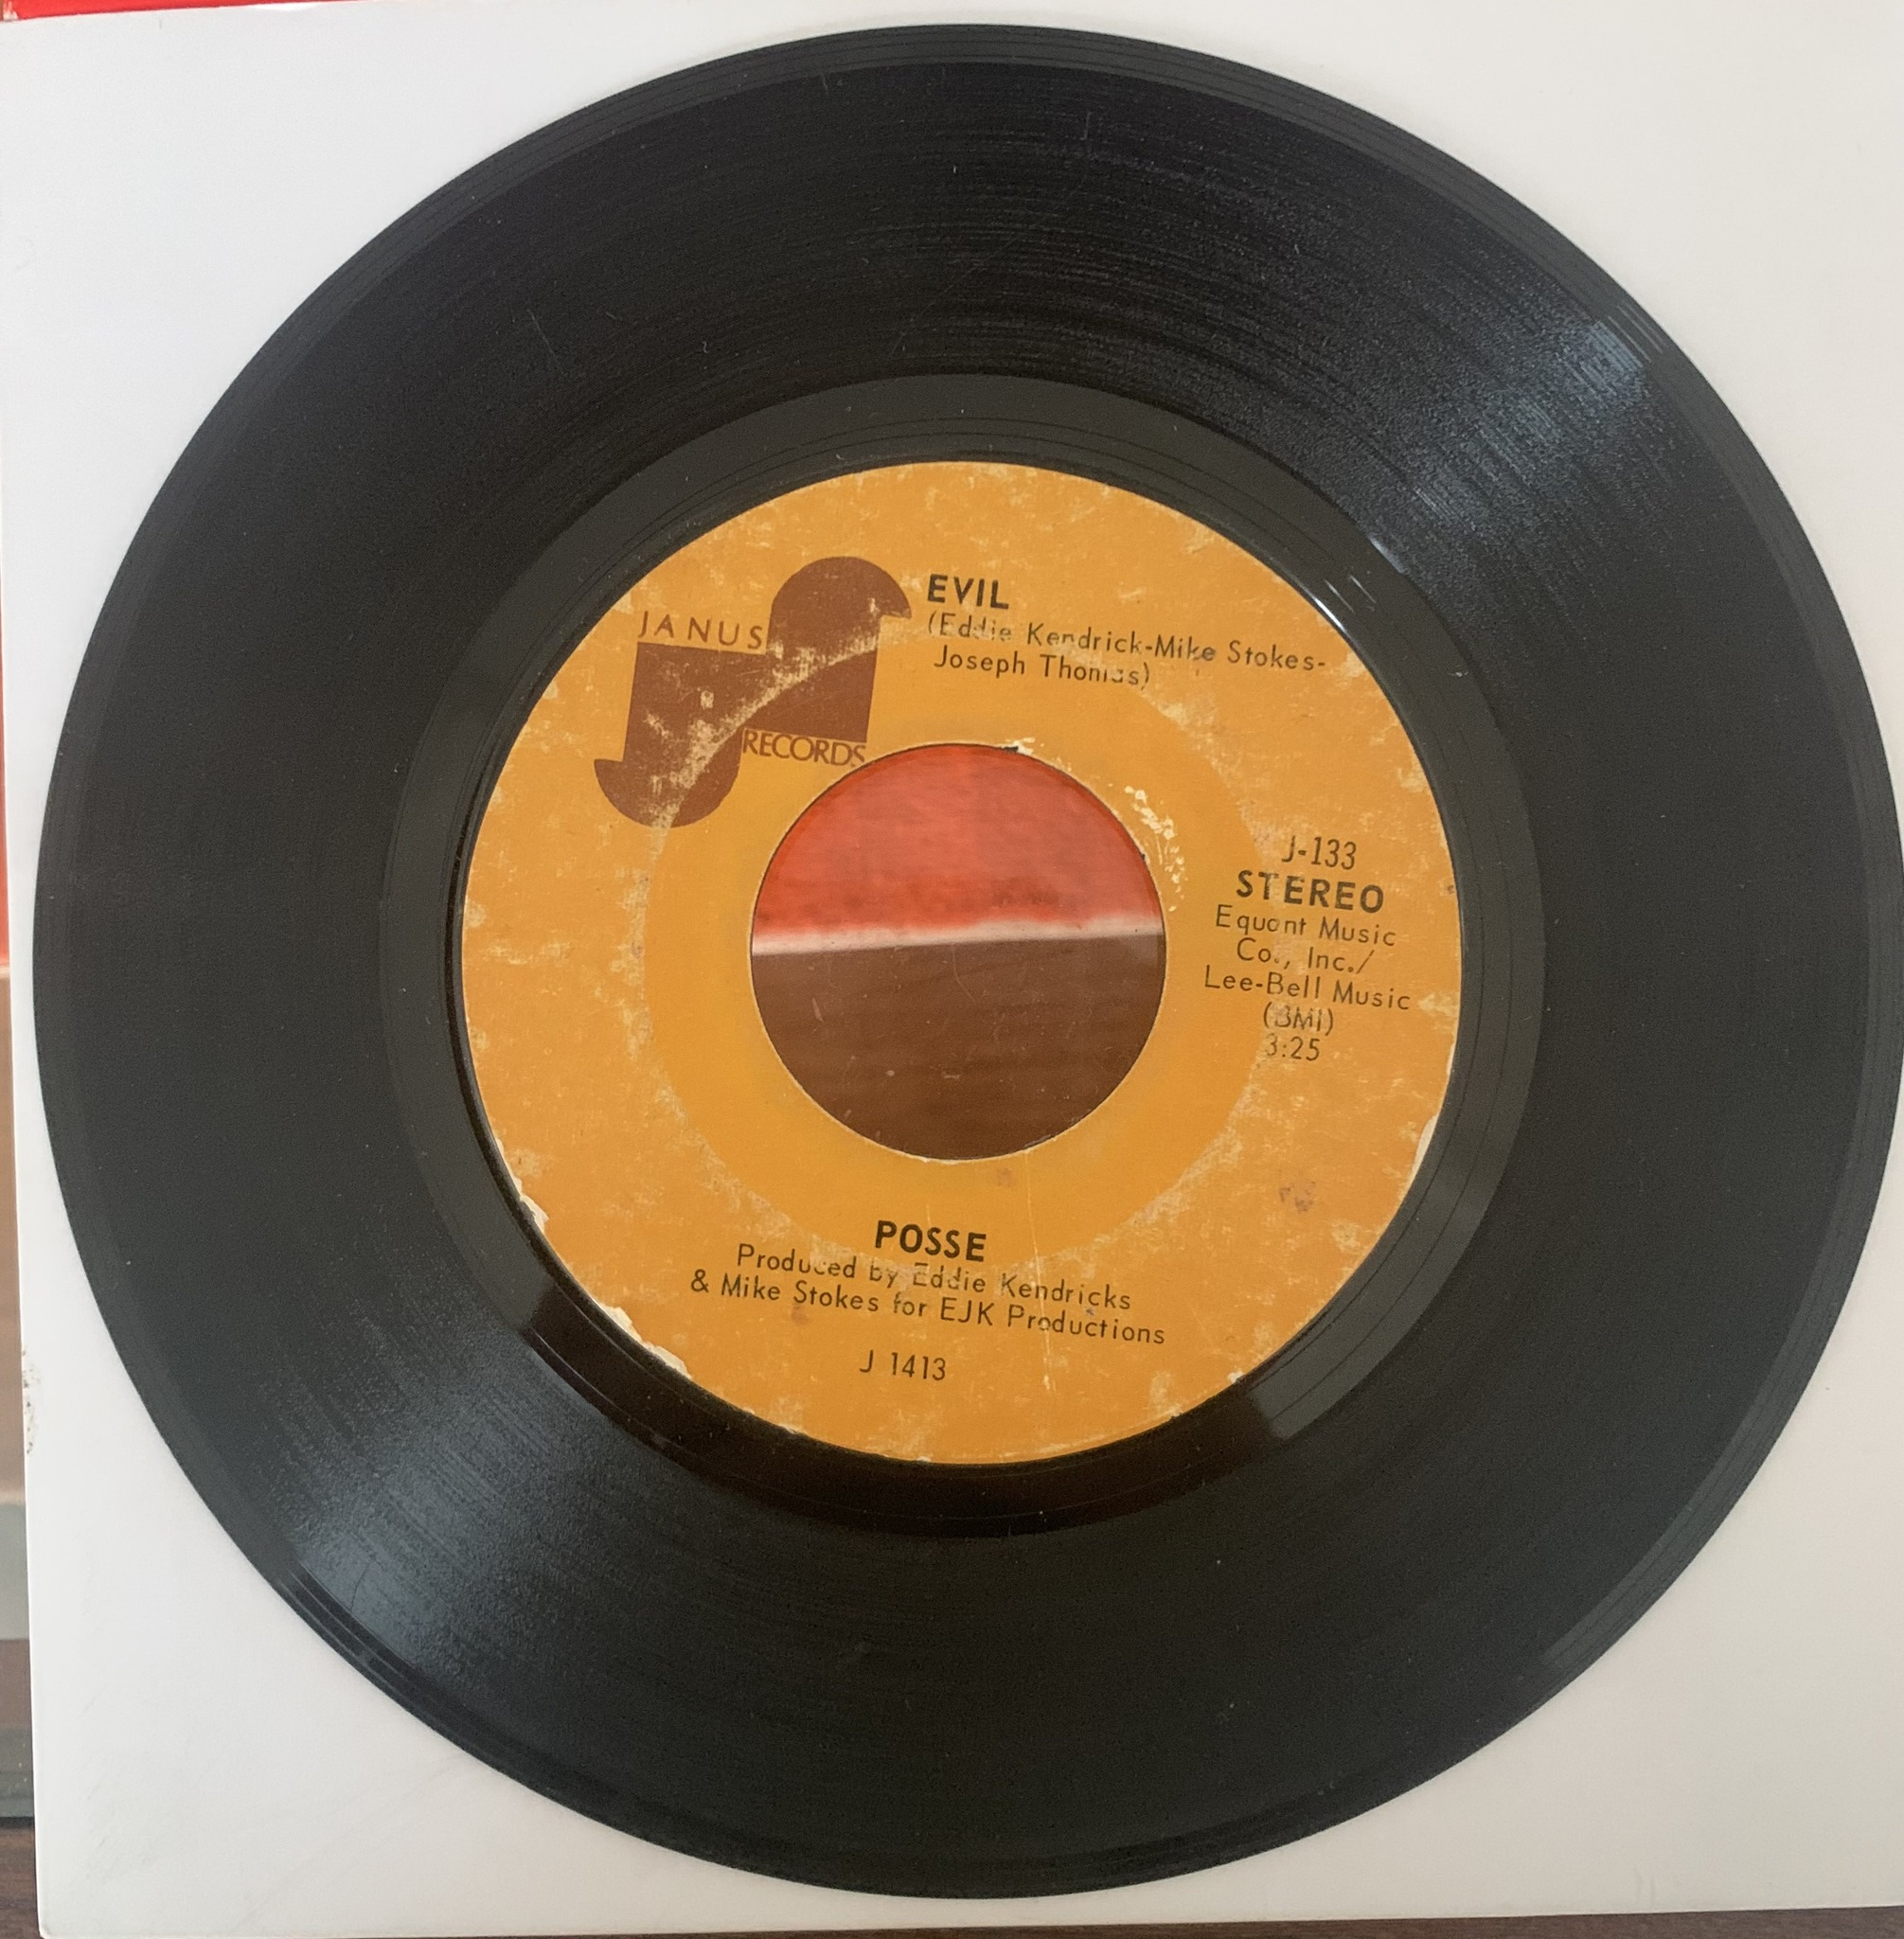 JANUS
RECORDS
EVIL
(Eddie Kendrick-Mike Stokes-
Joseph Thomas)
J-133
STEREO
Equant Music
Co., Inc./
Lee-Bell Music
(BMI)
3:25
POSSE
Produced by Eddie Kendricks
& Mike Stokes for EJK Productions
J 1413